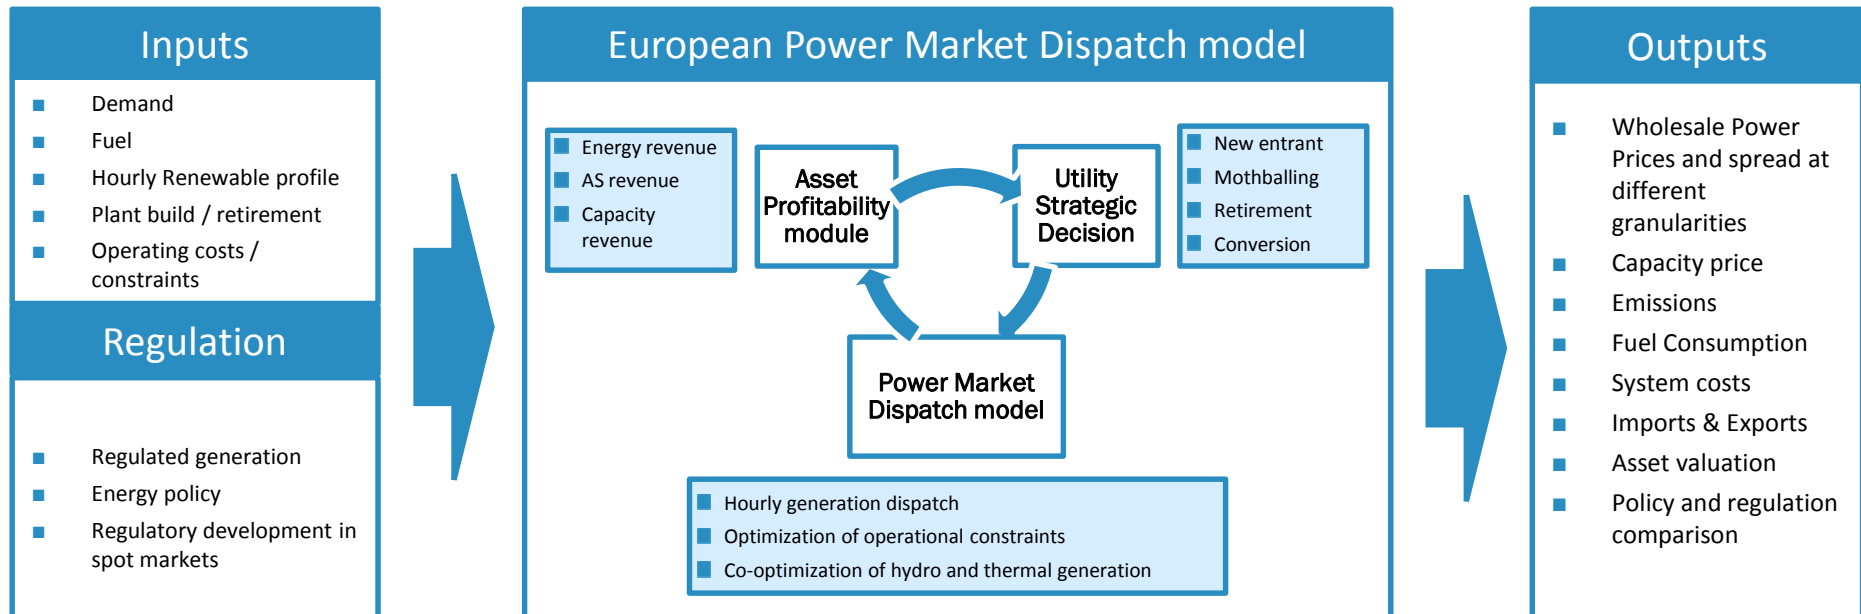 Inputs
Demand
Fuel
Hourly Renewable profile
Plant build / retirement
Operating costs /
constraints
Regulation
Regulated generation
Energy policy
Regulatory development in
spot markets
European Power Market Dispatch model
Energy revenue
AS revenue
Capacity
revenue
Asset
Profitability
module
Utility
Strategic
Decision
New entrant
Mothballing
Retirement
Conversion
Power Market
Dispatch model
Hourly generation dispatch
Optimization of operational constraints
Co-optimization of hydro and thermal generation
Outputs
Wholesale Power
Prices and spread at
different
granularities
Capacity price
Emissions
Fuel Consumption
System costs
Imports & Exports
Asset valuation
Policy and regulation
comparison